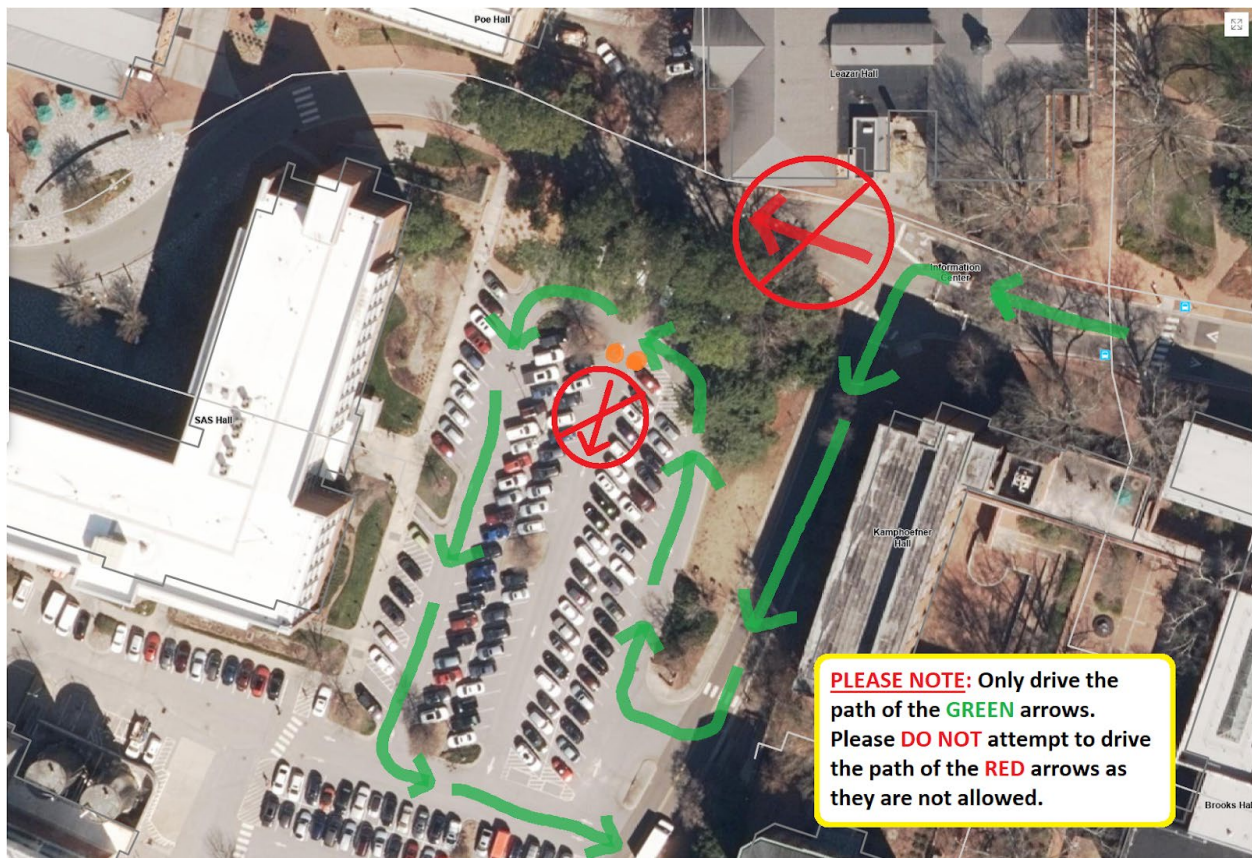 Poe Hall
Leazar Hall
Information
Center
SAS Hall
Kamphoefner
Hall
PLEASE NOTE: Only drive the
path of the GREEN arrows.
Please DO NOT attempt to drive
the path of the RED arrows as
they are not allowed.
Brooks Hal